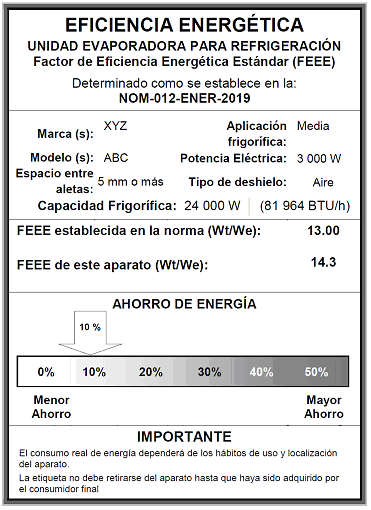 EFICIENCIA ENERGÉTICA
UNIDAD EVAPORADORA PARA REFRIGERACIÓN
Factor de Eficiencia Energética Estándar (FEEE)
Determinado como se establece en la:
NOM-012-ENER-2019
Marca (s): XYZ Aplicación frigorífica: Media
Modelo (s): ABC Potencia Eléctrica: 3 000 W
Espacio entre aletas: 5 mm o más Tipo de deshielo: Aire
Capacidad Frigorífica: 24 000 W (81 964 BTU/h)
FEEE establecida en la norma (Wt/We): 13.00
FEEE de este aparato (Wt/We): 14.3
AHORRO DE ENERGÍA
10 %
0% 10% 20% 30% 40% 50%
Menor Ahorro Mayor Ahorro
IMPORTANTE
El consumo real de energía dependerá de los hábitos de uso y localización
del aparato.
La etiqueta no debe retirarse del aparato hasta que haya sido adquirido por
el consumidor final